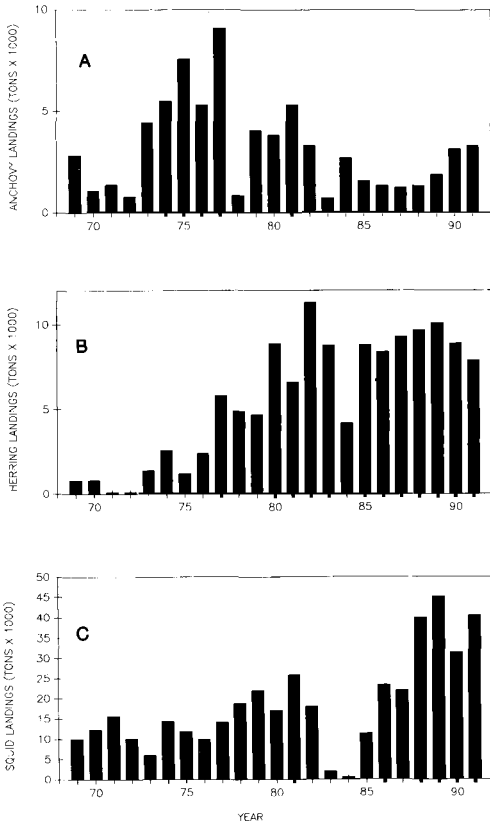 10
A
5
0
70 75 80 85 90
ANCHOVY LANDINGS (TONS X 1000)
10
B
5
0
70 75 80 85 90
HERRING LANDINGS (TONS X 1000)
50
45
40
C
35
30
25
20
15
10
5
0
70 75 80 85 90
SQUID LANDINGS (TONS X 1000)
YEAR